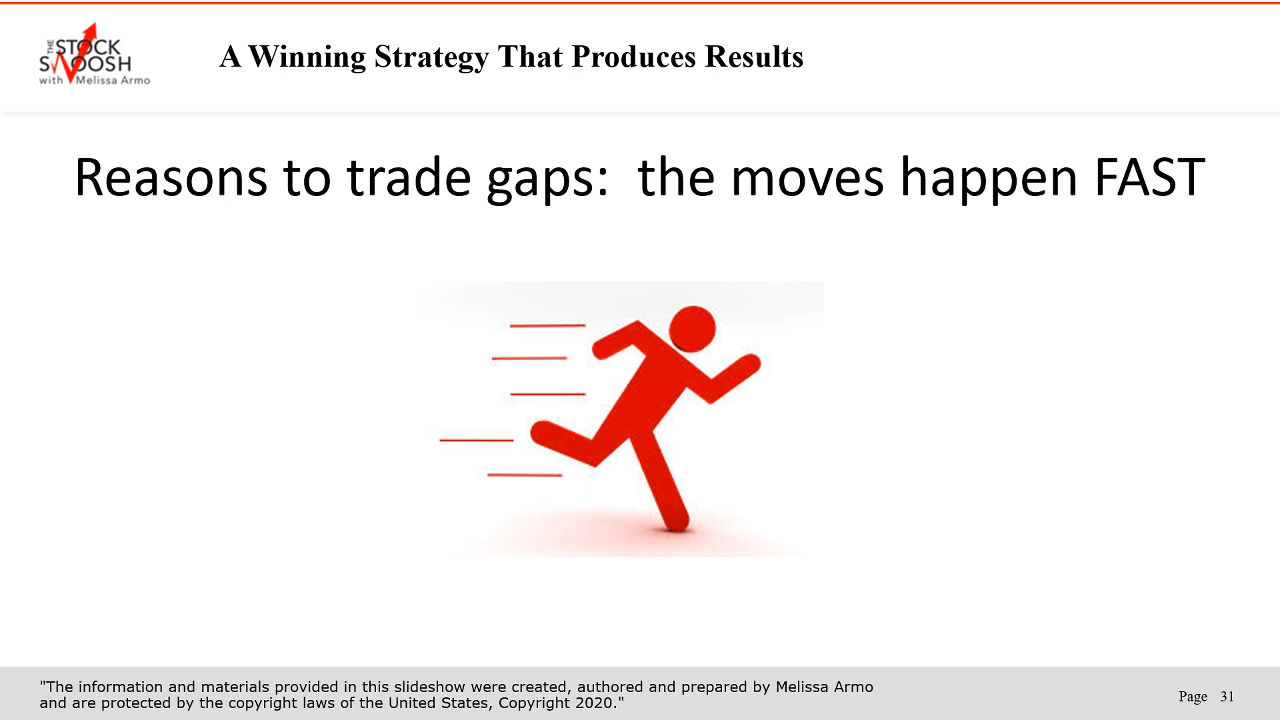 THE STOCK
SWOOSH
with Melissa Armo
A Winning Strategy That Produces Results
Reasons to trade gaps:  the moves happen FAST
"The information and materials provided in this slideshow were created, authored and prepared by Melissa Armo
and are protected by the copyright laws of the United States, Copyright 2020."
Page 31